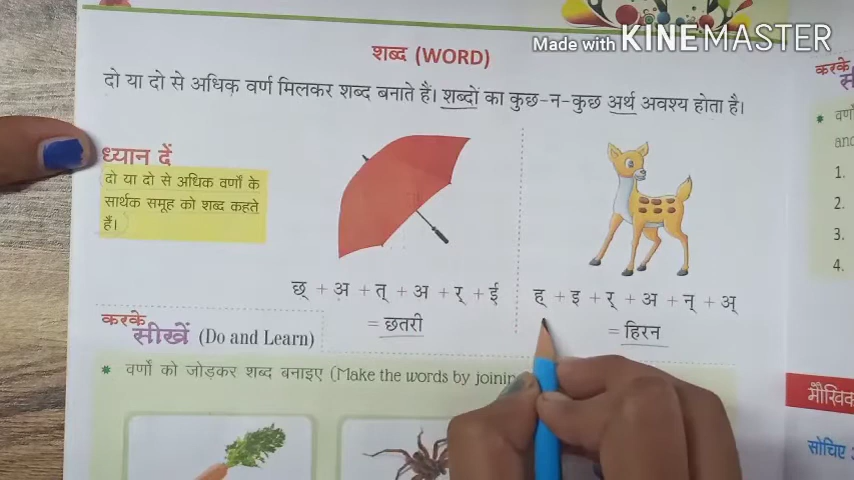 Made with KINEMASTER
शब्द (WORD)
दो या दो से अधिक वर्ण मिलकर शब्द बनाते हैं। शब्दों का कुछ-न-कुछ अर्थ अवश्य होता है।
ध्यान दें
दो या दो से अधिक वर्णों के
सार्थक समूह को शब्द कहते
हैं।
छ् + अ + त् + अ + र् + ई
= छतरी
ह् + इ + र् + अ + न् + अ्
= हिरन
करके
सीखें (Do and Learn)
* वर्णों को जोड़कर शब्द बनाइए (Make the words by joinin
करके
वर्णों
1.
2.
3.
4.
मौखिक
सोचिए